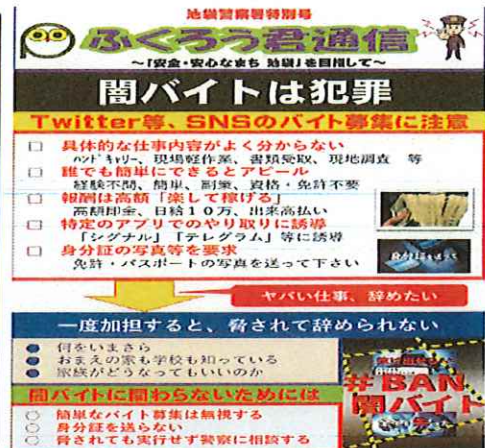 池袋警察署特別号
ふくろう君通信
～「安全・安心なまち 池袋」を目指して～
闇バイトは犯罪
Twitter等、SNSのバイト募集に注意
□ 具体的な仕事内容がよく分からない
ハンドキャリー、現場軽作業、書類受取、現地調査 等
□ 誰でも簡単にできるとアピール
経験不問、簡単、副業、資格・免許不要
□ 報酬は高額「楽して稼げる」
高額即金、日給10万、出来高払い
□ 特定のアプリでのやり取りに誘導
「シグナル」「テレグラム」等に誘導
□ 身分証の写真等を要求
免許・パスポートの写真を送って下さい
ヤバい仕事、辞めたい
一度加担すると、脅されて辞められない
● 何をいまさら
● おまえの家も学校も知っている
● 家族がどうなってもいいのか
闇バイトに関わらないためには
○ 簡単なバイト募集は無視する
○ 身分証を送らない
○ 脅されても実行せず警察に相談する
#BAN
闇バイト